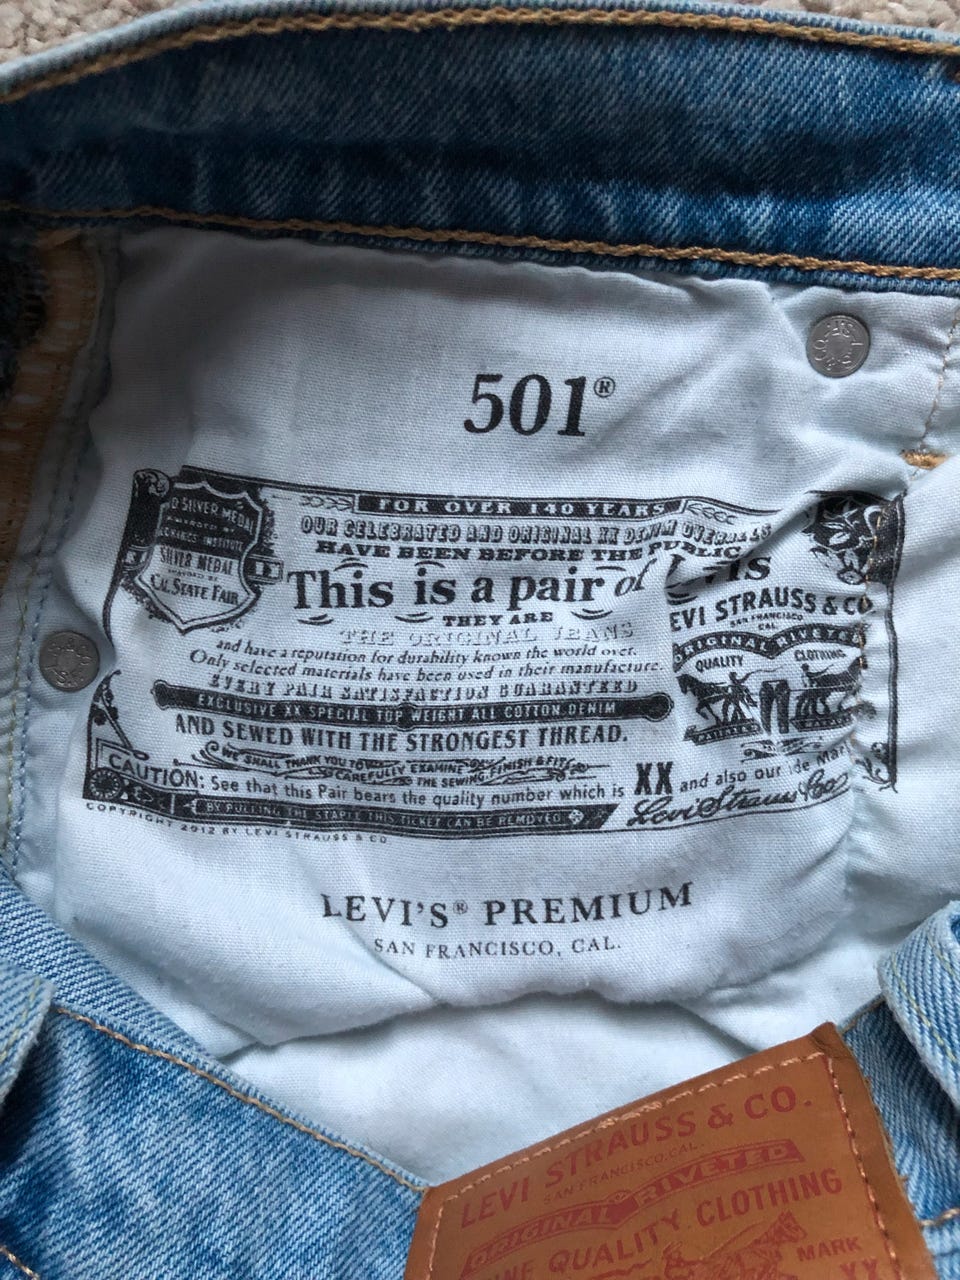 501®
D SILVER MEDAL
AWARDED
SILVER MEDAL
CAL. STATE FAIR
FOR OVER 140 YEARS
OUR CELEBRATED AND ORIGINAL XX DENIM OVERALLS
HAVE BEEN BEFORE THE PUBLIC
This is a pair of
THEY ARE
THE ORIGINAL JEANS
and have a reputation for durability known the world over.
Only selected materials have been used in their manufacture.
EVERY PAIR SATISFACTION GUARANTEED
EXCLUSIVE XX SPECIAL TOP WEIGHT ALL COTTON DENIM
AND SEWED WITH THE STRONGEST THREAD.
WE SHALL THANK YOU TO
CAREFULLY EXAMINE
THE SEWING, FINISH & FIT
CAUTION: See that this Pair bears the quality number which is XX and also our de Mark
BY PULLING THE STAPLE THIS TICKET CAN BE REMOVED
Levi Strauss & Co
COPYRIGHT 2012 BY LEVI STRAUSS & CO
EVI STRAUSS & CO
SAN FRANCISCO
CAL.
ORIGINAL RIVETED
QUALITY CLOTHING
LEVI'S® PREMIUM
SAN FRANCISCO, CAL.
LEVI STRAUSS & CO.
SAN FRANCISCO, CAL.
ORIGINAL RIVETED
NE QUALITY CLOTHING
MARK
XX